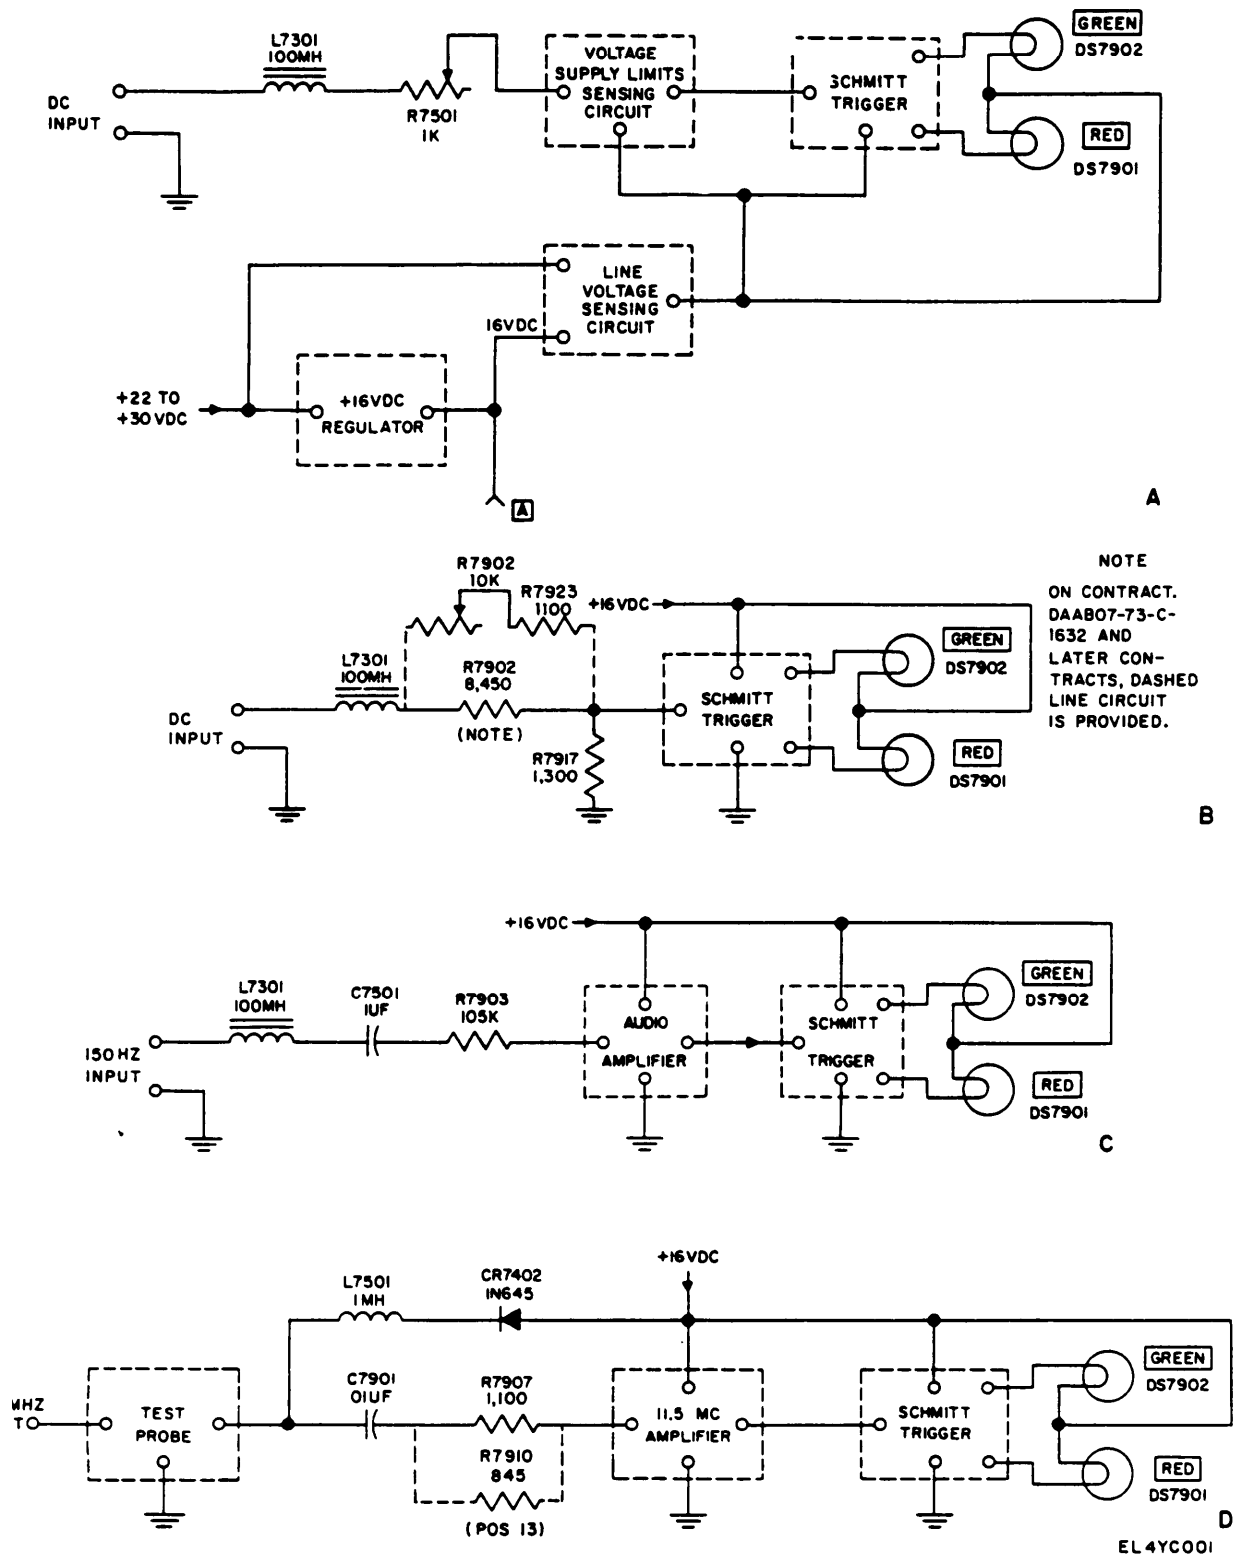 L7301
100MH
DC
INPUT
R7501
1K
VOLTAGE
SUPPLY LIMITS
SENSING
CIRCUIT
SCHMITT
TRIGGER
GREEN
DS7902
RED
DS7901
LINE
VOLTAGE
SENSING
CIRCUIT
16VDC
+22 TO
+30VDC
+16VDC
REGULATOR
A
A
R7902
10K
R7923
1100
+16VDC
L7301
100MH
R7902
8,450
(NOTE)
DC
INPUT
R7917
1,300
SCHMITT
TRIGGER
GREEN
DS7902
RED
DS7901
NOTE
ON CONTRACT.
DAAB07-73-C-
1632 AND
LATER CON-
TRACTS, DASHED
LINE CIRCUIT
IS PROVIDED.
B
+16VDC
L7301
100MH
C7501
1UF
R7903
105K
150HZ
INPUT
AUDIO
AMPLIFIER
SCHMITT
TRIGGER
GREEN
DS7902
RED
DS7901
C
+16VDC
L7501
1MH
CR7402
1N645
MHZ
T
TEST
PROBE
C7901
01UF
R7907
1,100
R7910
845
(POS 13)
11.5 MC
AMPLIFIER
SCHMITT
TRIGGER
GREEN
DS7902
RED
DS7901
D
EL4YC001